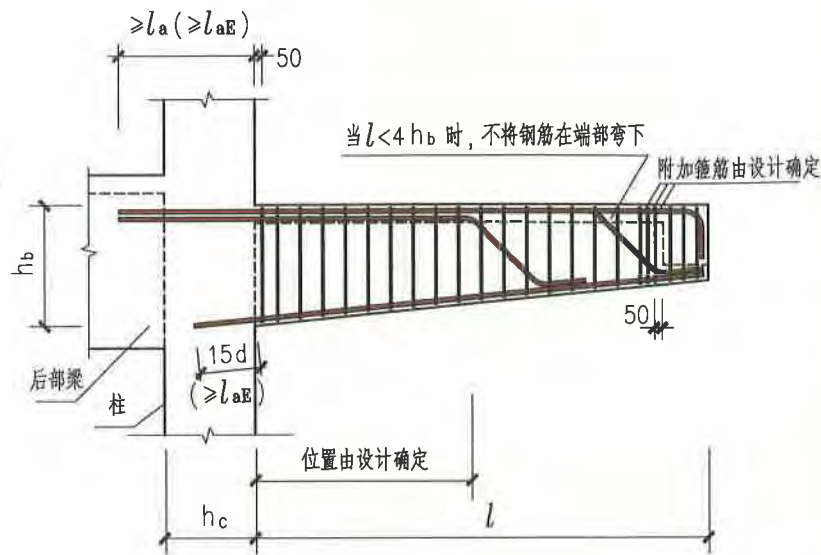 ≥la(≥laE)
50
当l<4hb时,不将钢筋在端部弯下
附加箍筋由设计确定
hb
50
后部梁
15d
(≥laE)
柱
位置由设计确定
hc
l